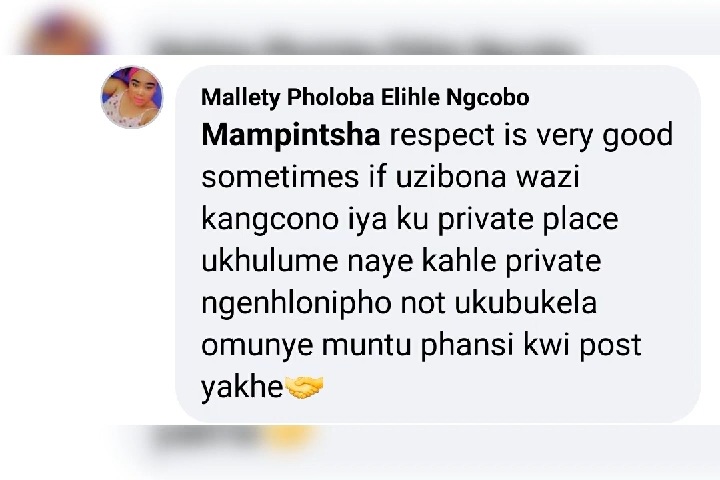 Mallety Pholoba Elihle Ngcobo
Mampintsha respect is very good
sometimes if uzibona wazi
kangcono iya ku private place
ukhulume naye kahle private
ngenhlonipho not ukubukela
omunye muntu phansi kwi post
yakhe🤝